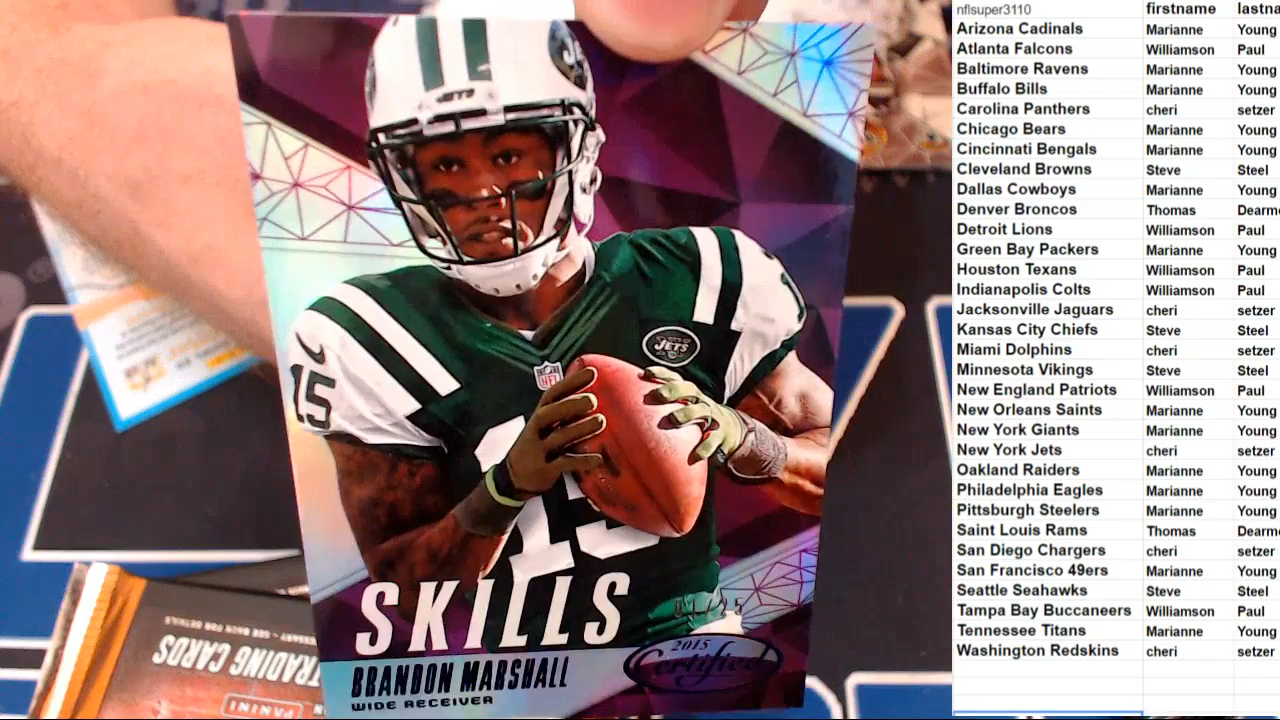 JETS
15
NFL
JETS
15
SKILLS
/25
2015
Certified
BRANDON MARSHALL
WIDE RECEIVER
TRADING CARDS
PANINI
nflsuper3110 firstname lastna
Arizona Cadinals Marianne Young
Atlanta Falcons Williamson Paul
Baltimore Ravens Marianne Young
Buffalo Bills Marianne Young
Carolina Panthers cheri setzer
Chicago Bears Marianne Young
Cincinnati Bengals Marianne Young
Cleveland Browns Steve Steel
Dallas Cowboys Marianne Young
Denver Broncos Thomas Dearm
Detroit Lions Williamson Paul
Green Bay Packers Marianne Young
Houston Texans Williamson Paul
Indianapolis Colts Williamson Paul
Jacksonville Jaguars cheri setzer
Kansas City Chiefs Steve Steel
Miami Dolphins cheri setzer
Minnesota Vikings Steve Steel
New England Patriots Williamson Paul
New Orleans Saints Marianne Young
New York Giants Marianne Young
New York Jets cheri setzer
Oakland Raiders Marianne Young
Philadelphia Eagles Marianne Young
Pittsburgh Steelers Marianne Young
Saint Louis Rams Thomas Dearm
San Diego Chargers cheri setzer
San Francisco 49ers Marianne Young
Seattle Seahawks Steve Steel
Tampa Bay Buccaneers Williamson Paul
Tennessee Titans Marianne Young
Washington Redskins cheri setzer